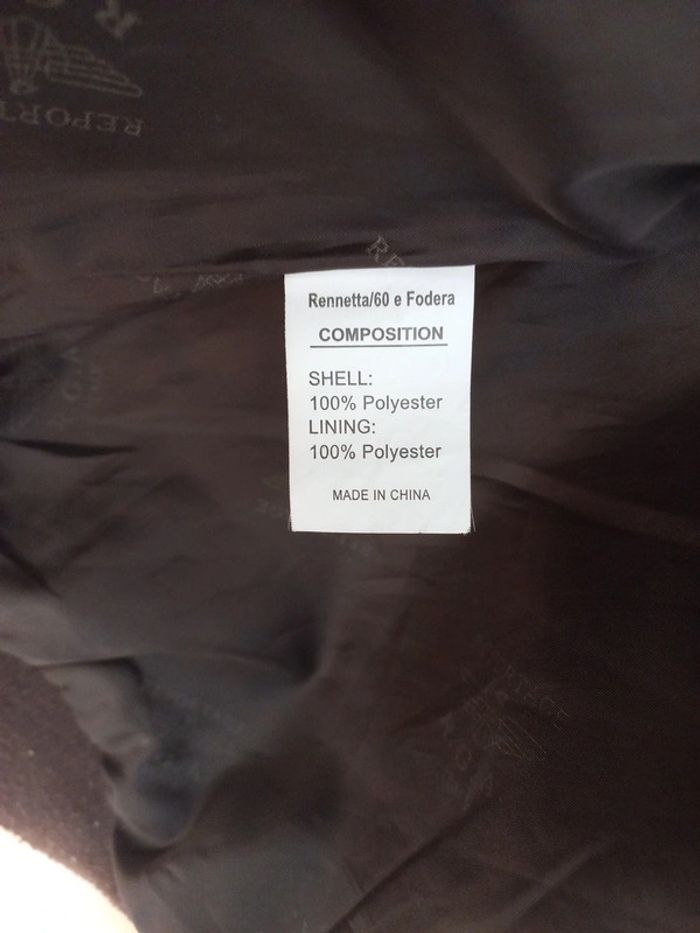 REPORT
Rennetta/60 e Fodera
COMPOSITION
SHELL:
100% Polyester
LINING:
100% Polyester
MADE IN CHINA